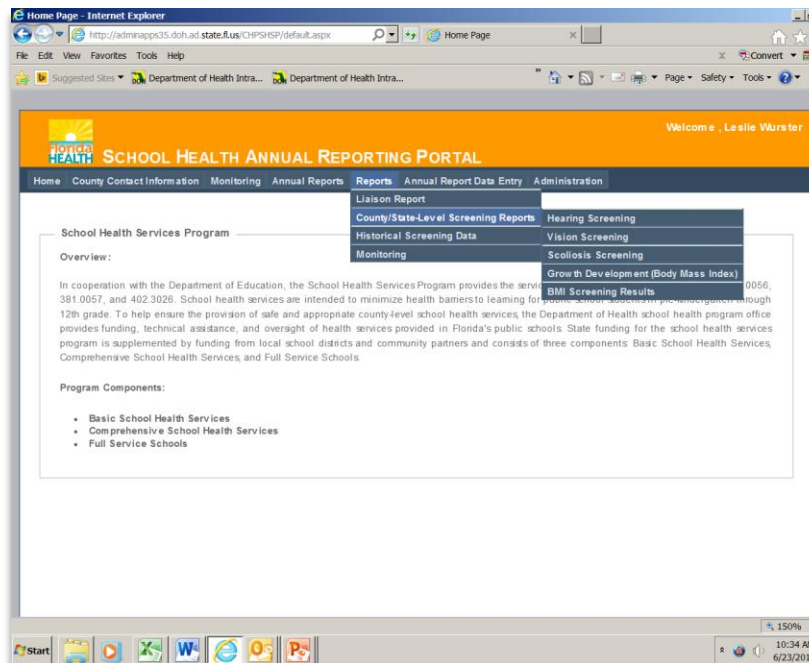 Home Page - Internet Explorer
http://adminapps35.doh.ad.state.fl.us/CHPSHSP/default.aspx
Home Page
File Edit View Favorites Tools Help
x Convert
Suggested Sites Department of Health Intra... Department of Health Intra...
" Page Safety Tools
Welcome , Leslie Wurster
Florida
HEALTH SCHOOL HEALTH ANNUAL REPORTING PORTAL
Home County Contact Information Monitoring Annual Reports Reports Annual Report Data Entry Administration
Liaison Report
County/State-Level Screening Reports
Historical Screening Data
Monitoring
Hearing Screening
Vision Screening
Scoliosis Screening
Growth Development (Body Mass Index)
BMI Screening Results
School Health Services Program
Overview:
In cooperation with the Department of Education, the School Health Services Program provides the 0056,
381.0057, and 402.3026. School health services are intended to minimize health barriers to learning for public school students in pre-kindergarten through
12th grade. To help ensure the provision of safe and appropriate county-level school health services, the Department of Health school health program office
provides funding, technical assistance, and oversight of health services provided in Florida's public schools. State funding for the school health services
program is supplemented by funding from local school districts and community partners and consists of three components: Basic School Health Services,
Comprehensive School Health Services, and Full Service Schools.
Program Components:
Basic School Health Services
Comprehensive School Health Services
Full Service Schools
150%
Start
10:34 AM
6/23/201